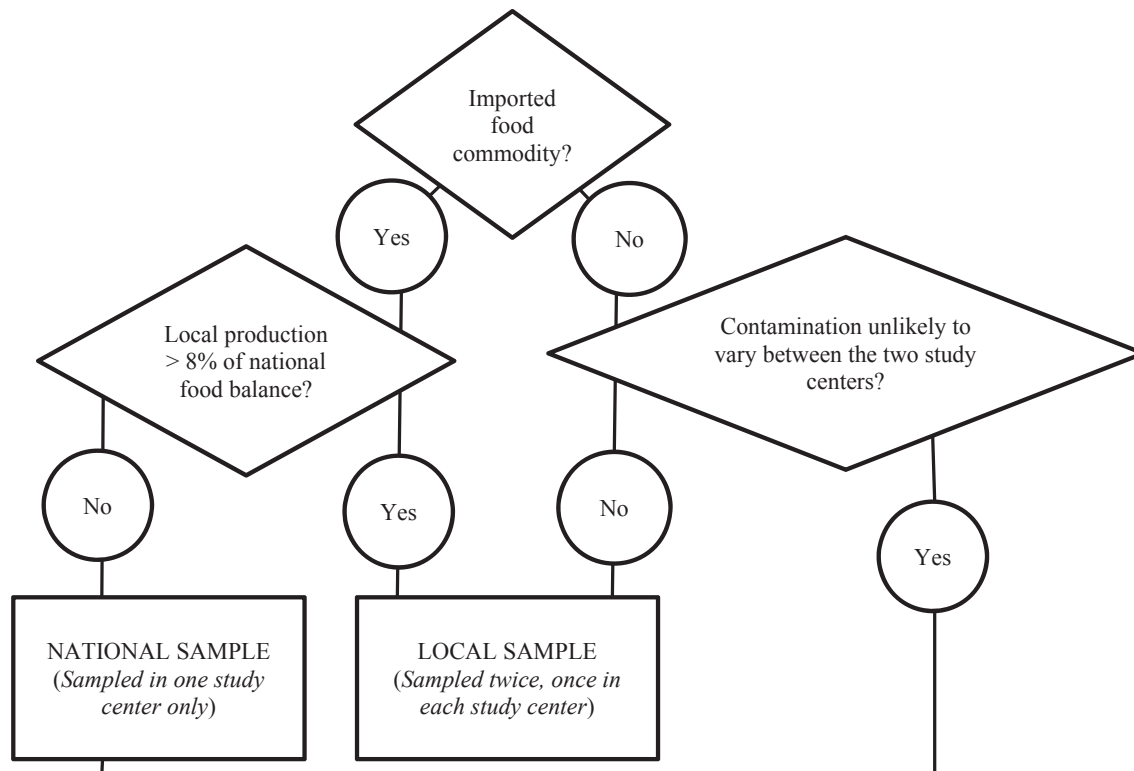 Imported
food
commodity?
Yes
No
Local production
> 8% of national
food balance?
Contamination unlikely to
vary between the two study
centers?
No
Yes
No
Yes
NATIONAL SAMPLE
(Sampled in one study
center only)
LOCAL SAMPLE
(Sampled twice, once in
each study center)